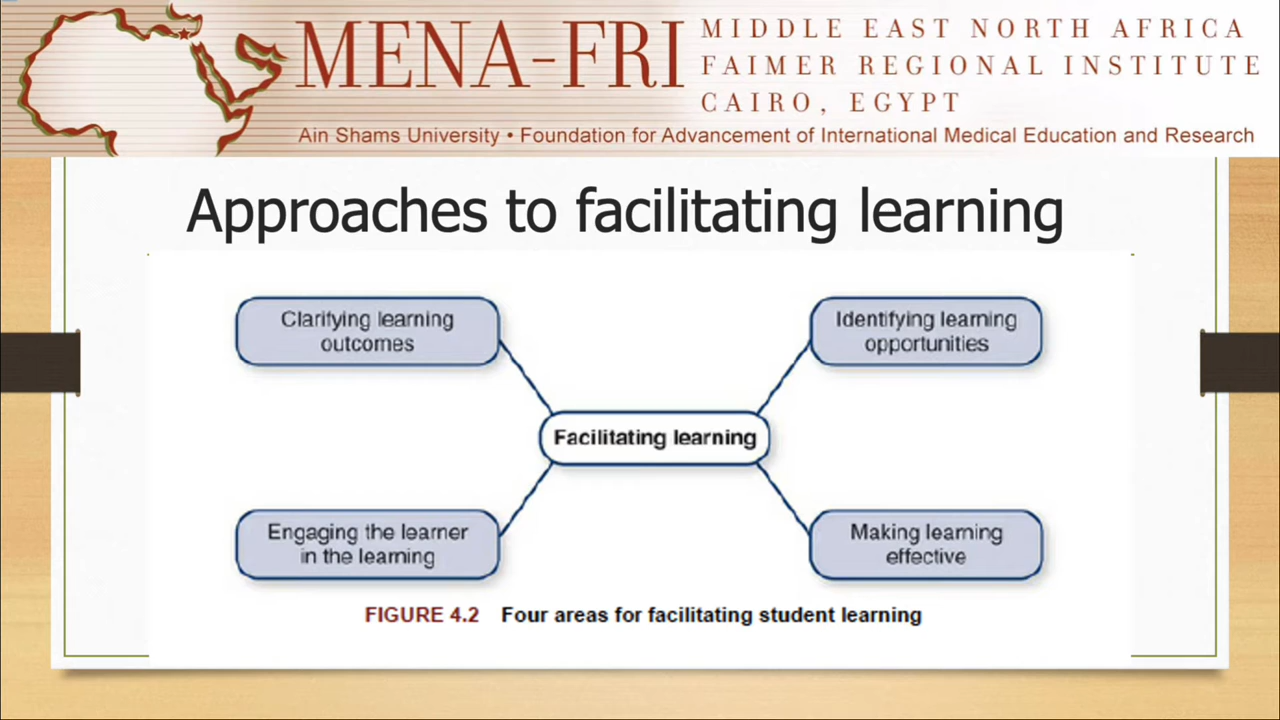 MENA-FRI
MIDDLE EAST NORTH AFRICA
FAIMER REGIONAL INSTITUTE
CAIRO, EGYPT
Ain Shams University • Foundation for Advancement of International Medical Education and Research
Approaches to facilitating learning
Clarifying learning
outcomes
Identifying learning
opportunities
Facilitating learning
Engaging the learner
in the learning
Making learning
effective
FIGURE 4.2 Four areas for facilitating student learning